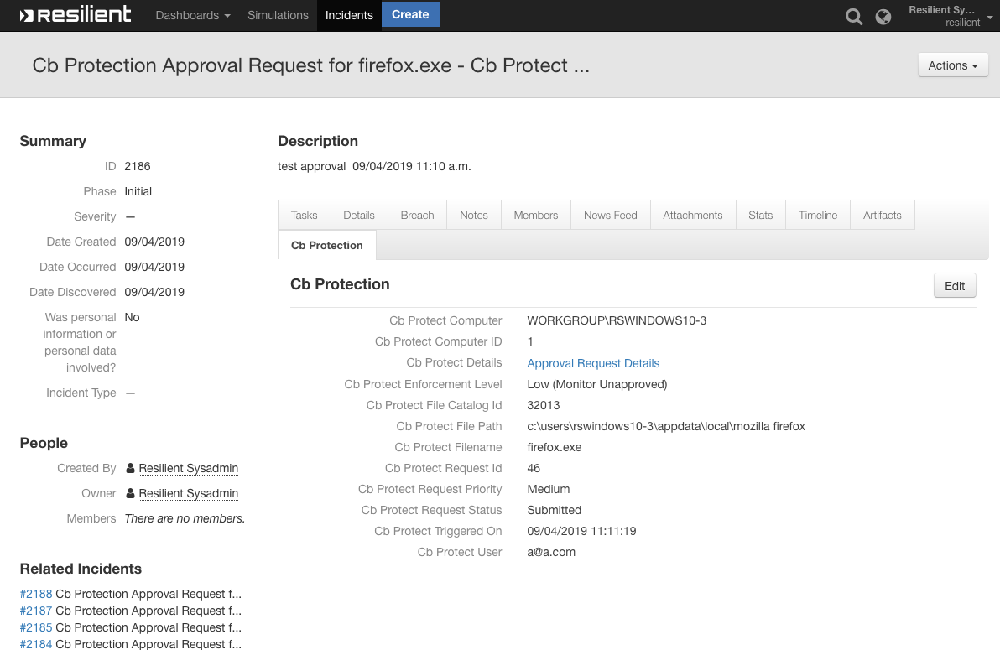 resilient
Dashboards
Simulations
Incidents
Create
Resilient Sy...
resilient
Cb Protection Approval Request for firefox.exe - Cb Protect ...
Actions
Summary
ID 2186
Phase Initial
Severity —
Date Created 09/04/2019
Date Occurred 09/04/2019
Date Discovered 09/04/2019
Was personal No
information or
personal data
involved?
Incident Type —
People
Created By Resilient Sysadmin
Owner Resilient Sysadmin
Members There are no members.
Related Incidents
#2188 Cb Protection Approval Request f...
#2187 Cb Protection Approval Request f...
#2185 Cb Protection Approval Request f...
#2184 Cb Protection Approval Request f...
Description
test approval 09/04/2019 11:10 a.m.
Tasks Details Breach Notes Members News Feed Attachments Stats Timeline Artifacts
Cb Protection
Cb Protection
Edit
Cb Protect Computer WORKGROUP\RSWINDOWS10-3
Cb Protect Computer ID 1
Cb Protect Details Approval Request Details
Cb Protect Enforcement Level Low (Monitor Unapproved)
Cb Protect File Catalog Id 32013
Cb Protect File Path c:\users\rswindows10-3\appdata\local\mozilla firefox
Cb Protect Filename firefox.exe
Cb Protect Request Id 46
Cb Protect Request Priority Medium
Cb Protect Request Status Submitted
Cb Protect Triggered On 09/04/2019 11:11:19
Cb Protect User a@a.com